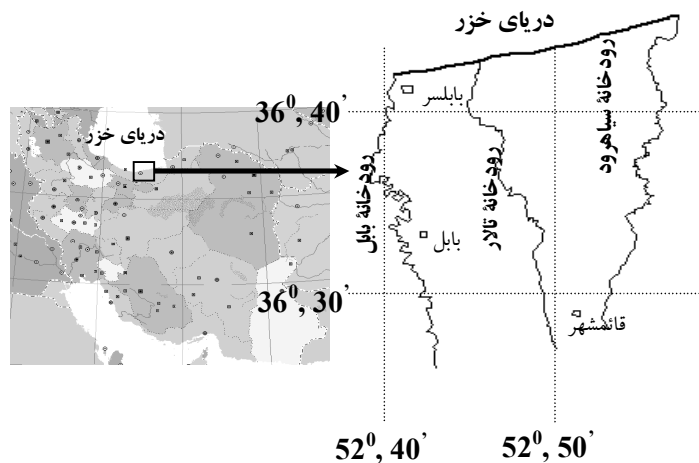 دریای خزر
رودخانهٔ سیاهرود
بابلسر
36⁰, 40’
دریای خزر
رودخانهٔ تالار
رودخانهٔ بابل
بابل
36⁰, 30’
قائمشهر
52⁰, 40’
52⁰, 50’